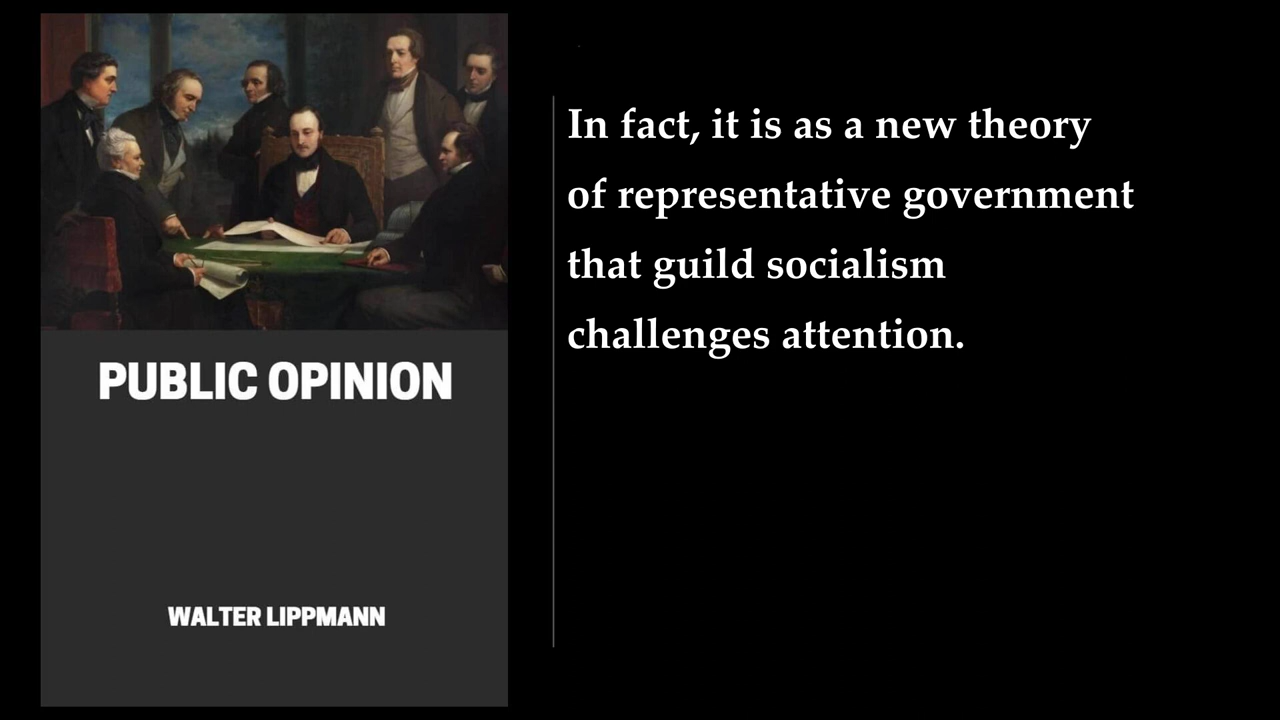 PUBLIC OPINION
WALTER LIPPMANN
In fact, it is as a new theory
of representative government
that guild socialism
challenges attention.